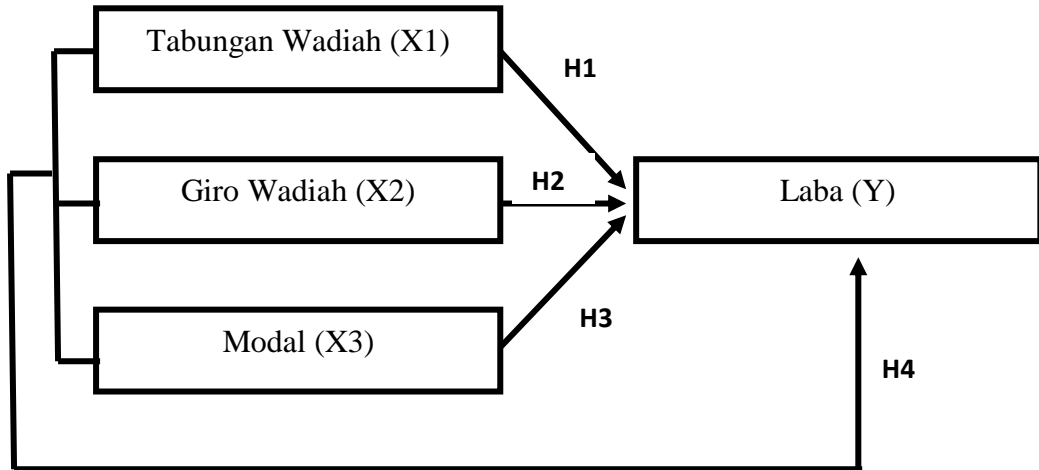 Tabungan Wadiah (X1)
H1
Giro Wadiah (X2)
H2
Laba (Y)
Modal (X3)
H3
H4